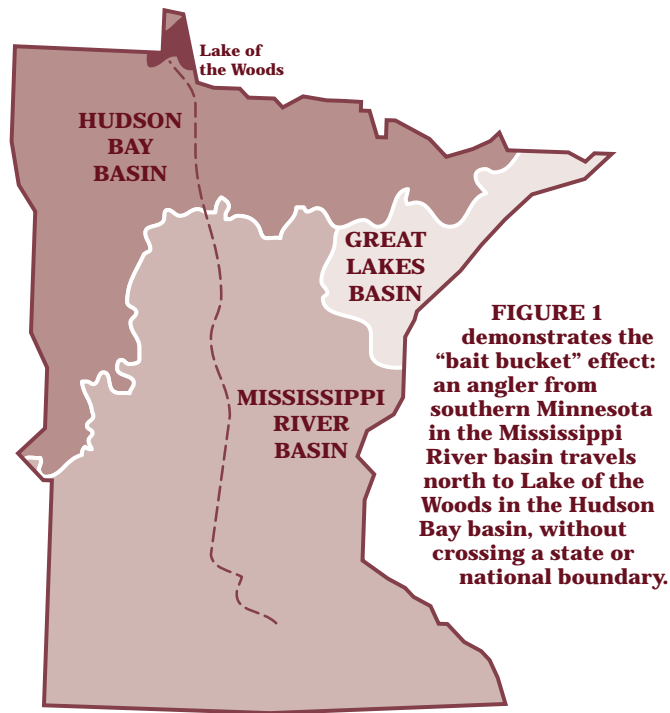 Lake of
the Woods
HUDSON
BAY
BASIN
GREAT
LAKES
BASIN
MISSISSIPPI
RIVER
BASIN
FIGURE 1
demonstrates the
“bait bucket” effect:
an angler from
southern Minnesota
in the Mississippi
River basin travels
north to Lake of the
Woods in the Hudson
Bay basin, without
crossing a state or
national boundary.